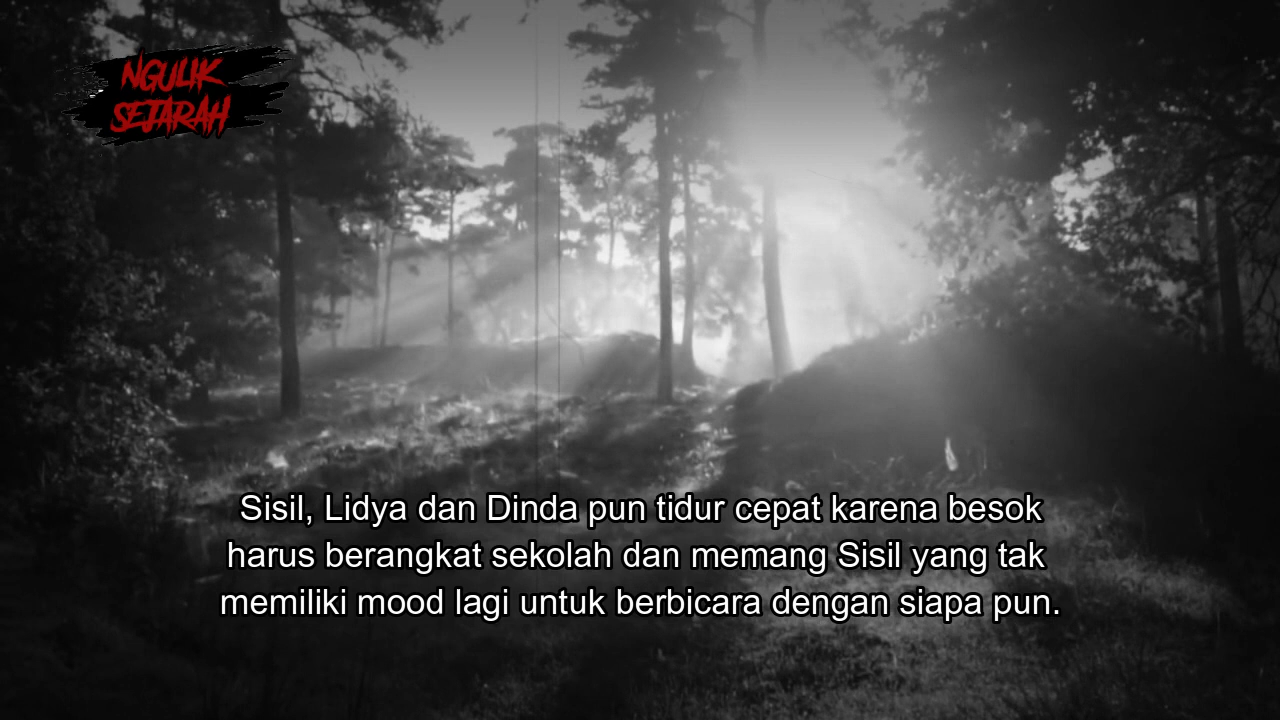 NGULIK
SEJARAH
Sisil, Lidya dan Dinda pun tidur cepat karena besok
harus berangkat sekolah dan memang Sisil yang tak
memiliki mood lagi untuk berbicara dengan siapa pun.